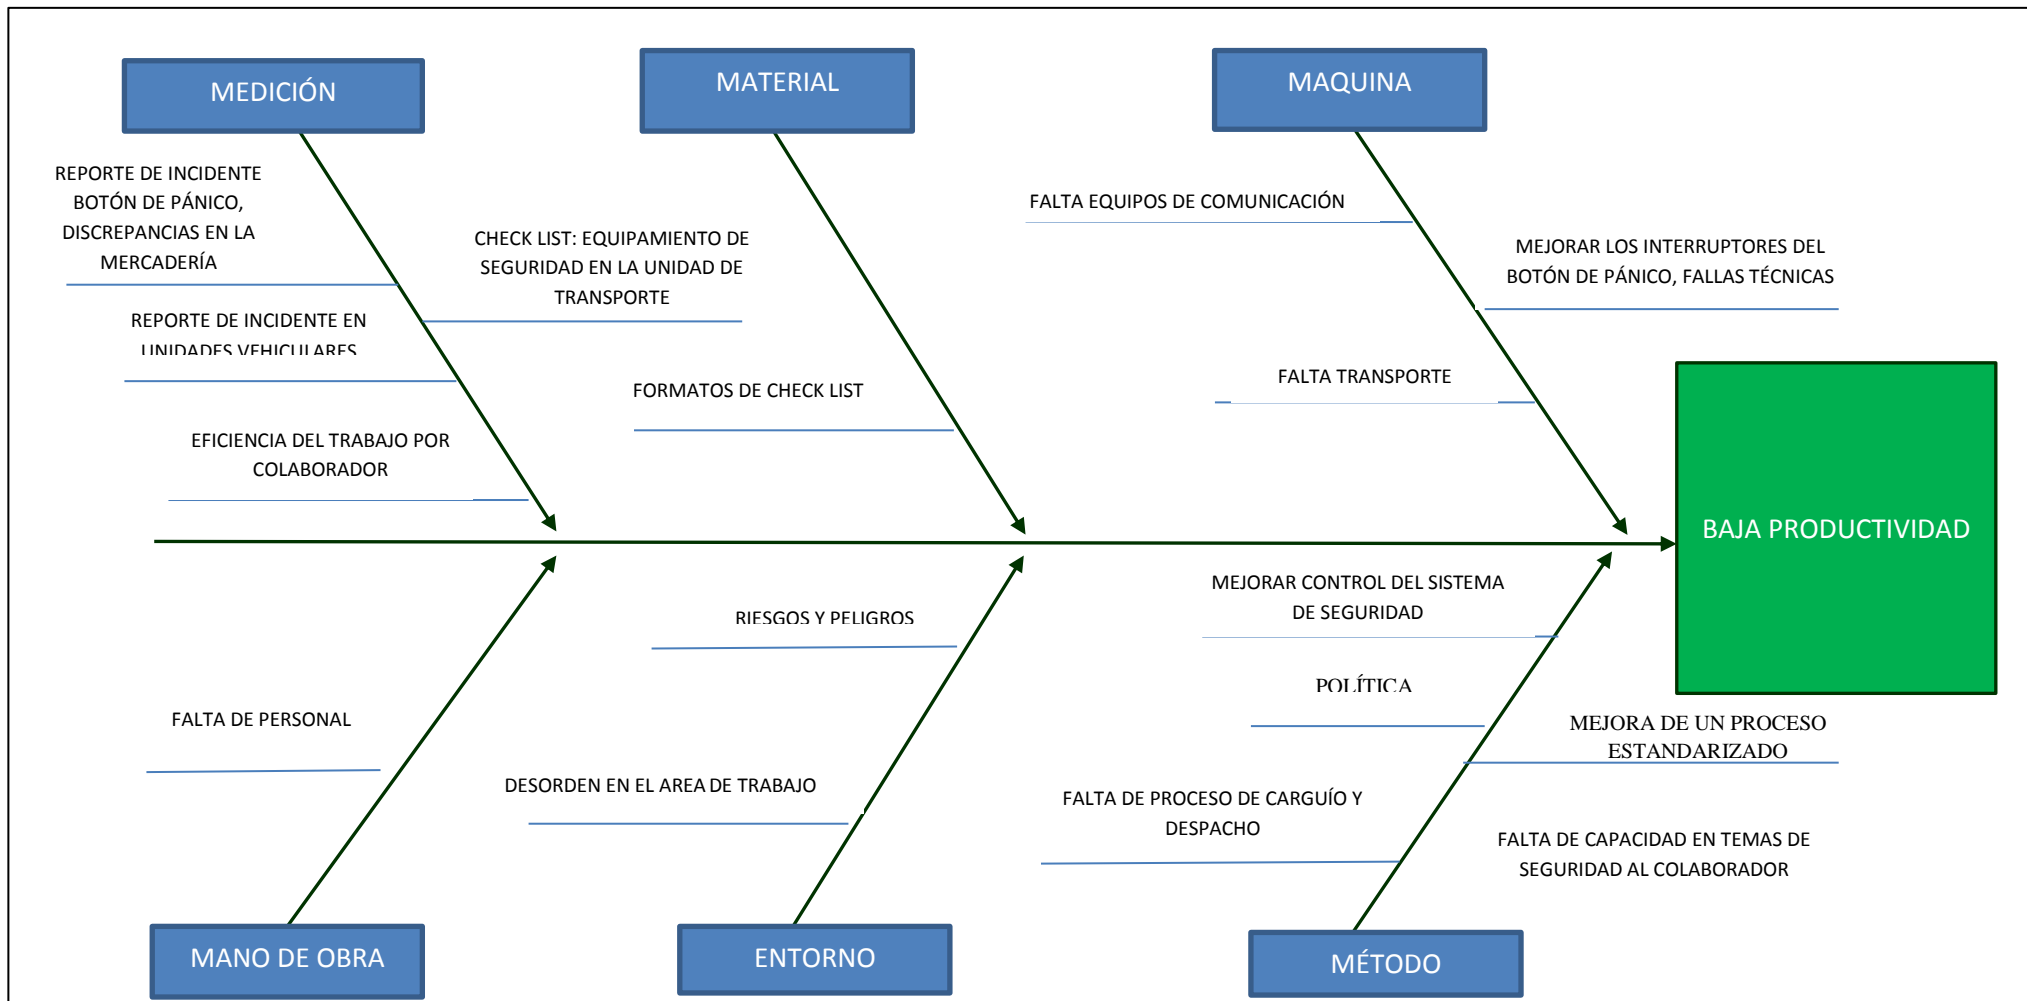 MEDICIÓN
MATERIAL
MAQUINA
REPORTE DE INCIDENTE
BOTÓN DE PÁNICO,
DISCREPANCIAS EN LA
MERCADERÍA
CHECK LIST: EQUIPAMIENTO DE
SEGURIDAD EN LA UNIDAD DE
TRANSPORTE
FALTA EQUIPOS DE COMUNICACIÓN
MEJORAR LOS INTERRUPTORES DEL
BOTÓN DE PÁNICO, FALLAS TÉCNICAS
REPORTE DE INCIDENTE EN
UNIDADES VEHICULARES
FORMATOS DE CHECK LIST
FALTA TRANSPORTE
EFICIENCIA DEL TRABAJO POR
COLABORADOR
BAJA PRODUCTIVIDAD
RIESGOS Y PELIGROS
MEJORAR CONTROL DEL SISTEMA
DE SEGURIDAD
POLÍTICA
FALTA DE PERSONAL
MEJORA DE UN PROCESO
ESTANDARIZADO
DESORDEN EN EL AREA DE TRABAJO
FALTA DE PROCESO DE CARGUÍO Y
DESPACHO
FALTA DE CAPACIDAD EN TEMAS DE
SEGURIDAD AL COLABORADOR
MANO DE OBRA
ENTORNO
MÉTODO